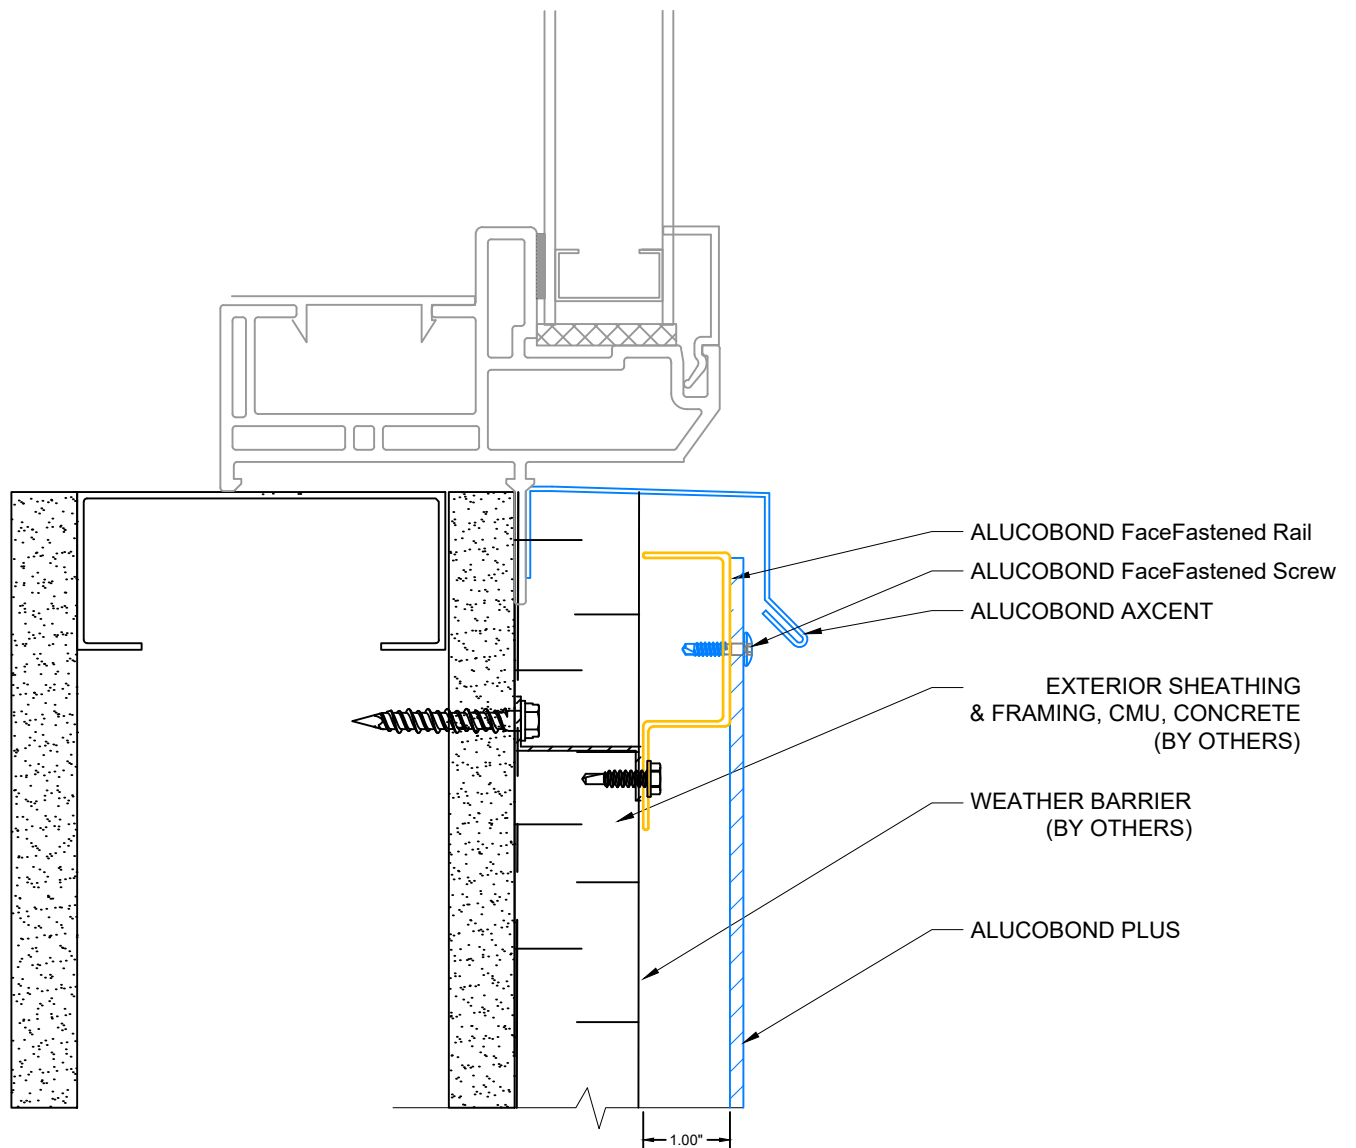 ALUCOBOND FaceFastened Rail
ALUCOBOND FaceFastened Screw
ALUCOBOND AXCENT
EXTERIOR SHEATHING
& FRAMING, CMU, CONCRETE
(BY OTHERS)
WEATHER BARRIER
(BY OTHERS)
ALUCOBOND PLUS
1.00"